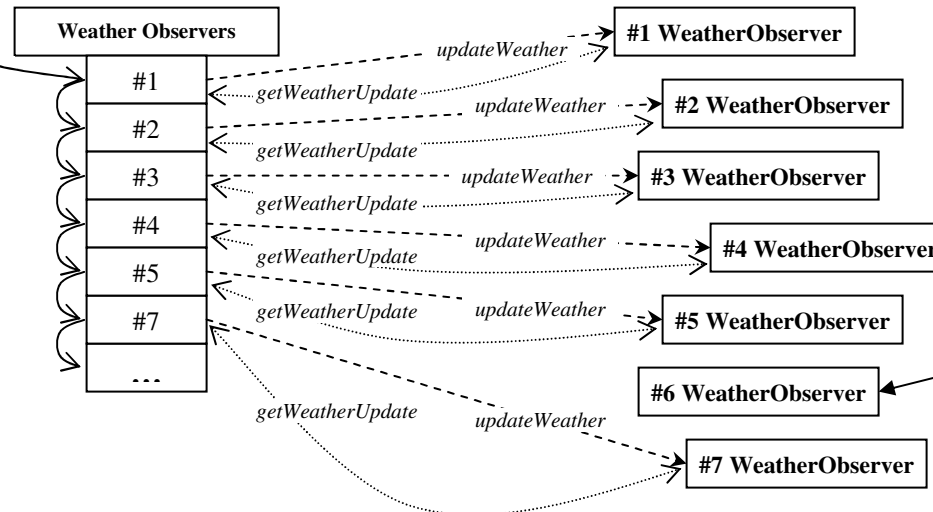 Weather Observers
#1
#2
#3
#4
#5
#7
...
updateWeather
getWeatherUpdate
updateWeather
getWeatherUpdate
updateWeather
getWeatherUpdate
updateWeather
getWeatherUpdate
updateWeather
getWeatherUpdate
updateWeather
getWeatherUpdate
#1 WeatherObserver
#2 WeatherObserver
#3 WeatherObserver
#4 WeatherObserver
#5 WeatherObserver
#6 WeatherObserver
#7 WeatherObserver